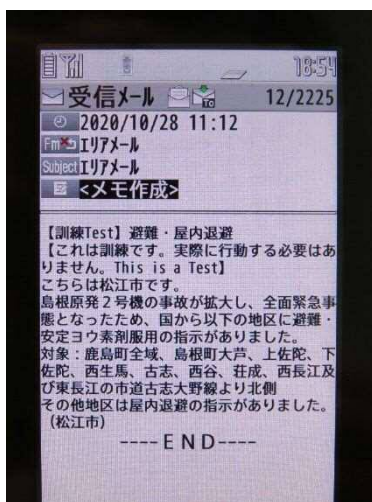 18:54
受信メール TO 12/2225
2020/10/28 11:12
Fm エリアメール
Subject エリアメール
<メモ作成>
【訓練Test】避難・屋内退避
【これは訓練です。実際に行動する必要はあ
りません。This is a Test】
こちらは松江市です。
島根原発2号機の事故が拡大し、全面緊急事
態となったため、国から以下の地区に避難・
安定ヨウ素剤服用の指示がありました。
対象：鹿島町全域、島根町大芦、上佐陀、下
佐陀、西生馬、古志、西谷、荘成、西長江及
び東長江の市道古志大野線より北側
その他地区は屋内退避の指示がありました。
（松江市）
----END----